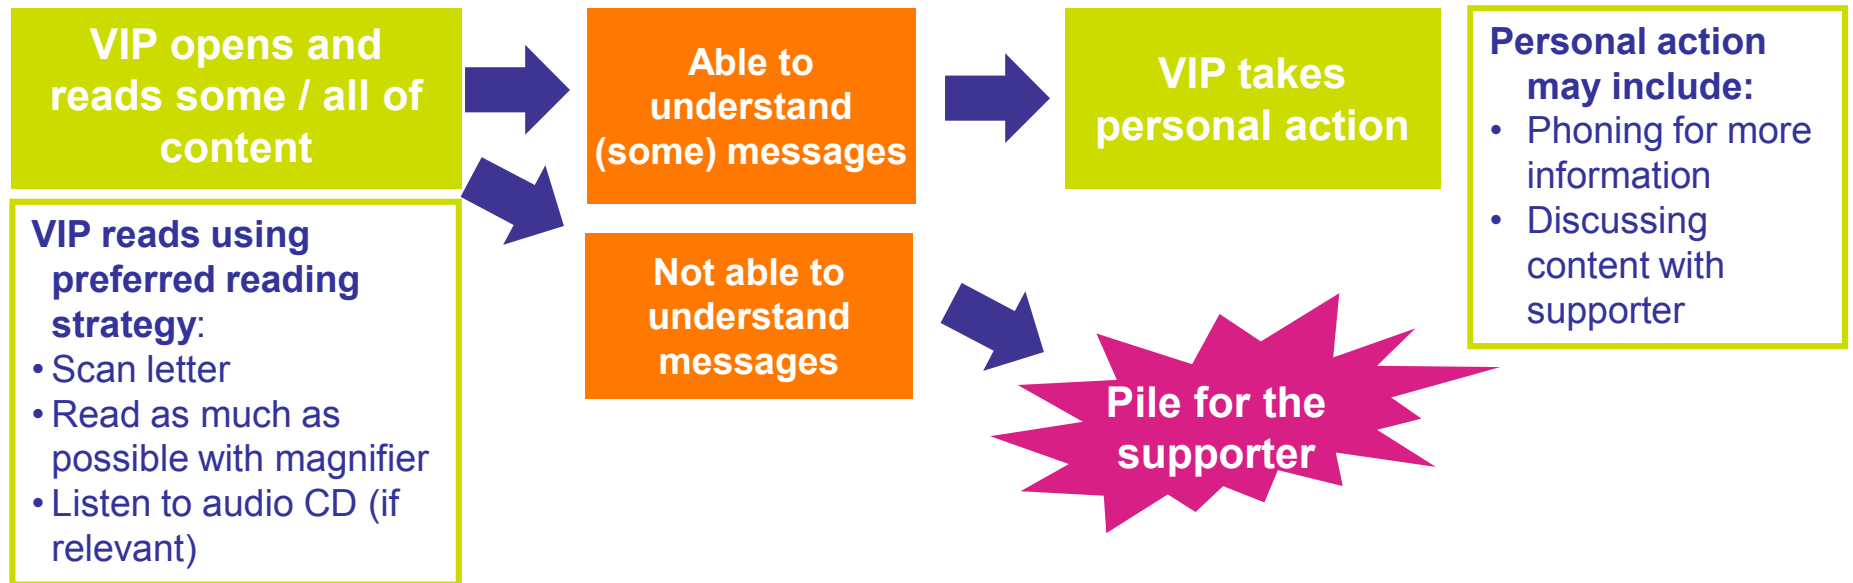 VIP opens and
reads some / all of
content
VIP reads using
preferred reading
strategy:
• Scan letter
• Read as much as
possible with magnifier
• Listen to audio CD (if
relevant)
Able to
understand
(some) messages
Not able to
understand
messages
VIP takes
personal action
Pile for the
supporter
Personal action
may include:
• Phoning for more
information
• Discussing
content with
supporter